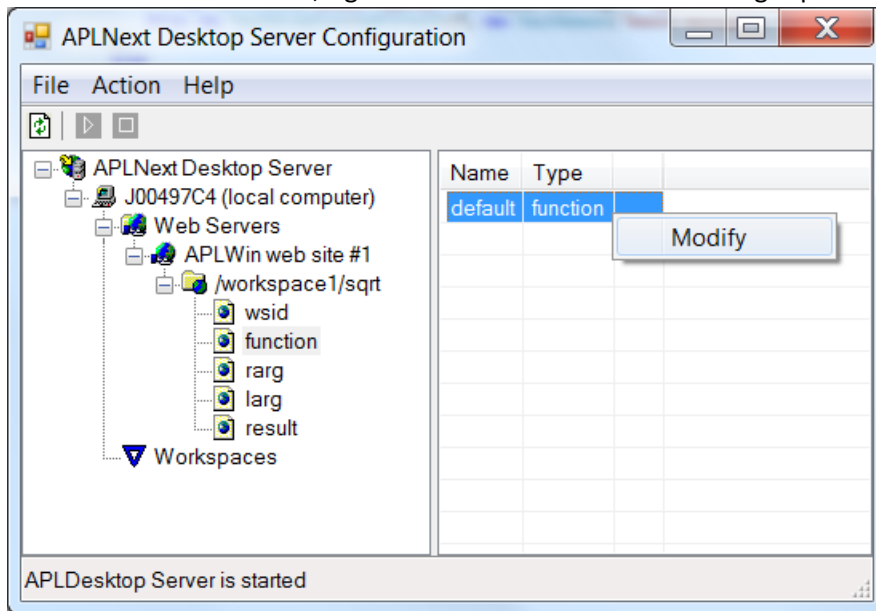 APLNext Desktop Server Configurati
File Action Help
APLNext Desktop Server
J00497C4 (local computer)
Web Servers
APLWin web site #1
/workspace1/sqrt
wsid
function
rarg
larg
result
Workspaces
Name Type
default function
Modify
APLDesktop Server is started